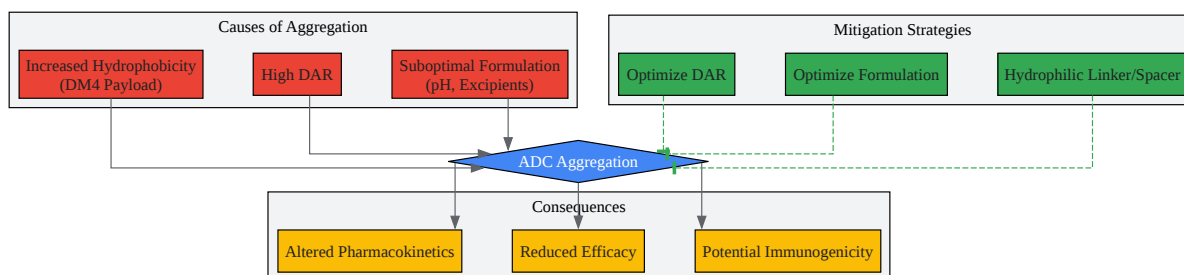 Causes of Aggregation
Mitigation Strategies
Increased Hydrophobicity
(DM4 Payload)
High DAR
Suboptimal Formulation
(pH, Excipients)
Optimize DAR
Optimize Formulation
Hydrophilic Linker/Spacer
ADC Aggregation
Consequences
Altered Pharmacokinetics
Reduced Efficacy
Potential Immunogenicity